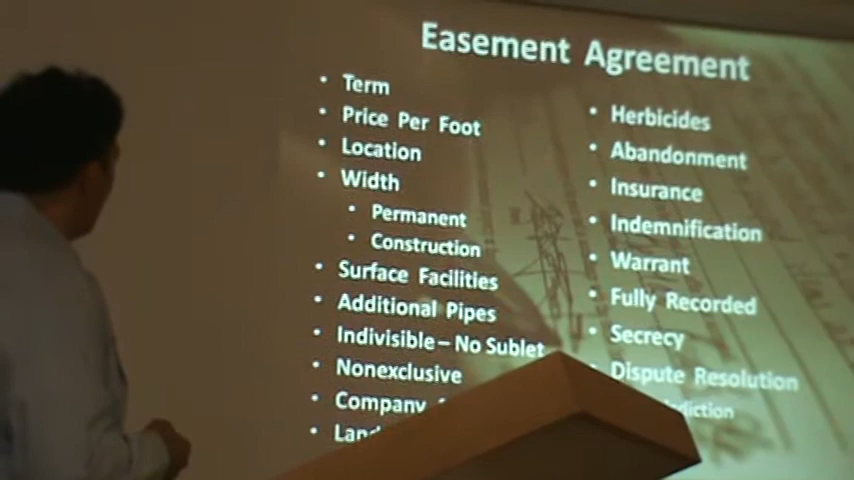 Easement Agreement
• Term
• Price Per Foot
• Location
• Width
• Permanent
• Construction
• Surface Facilities
• Additional Pipes
• Indivisible – No Sublet
• Nonexclusive
• Company
• Herbicides
• Abandonment
• Insurance
• Indemnification
• Warrant
• Fully Recorded
• Secrecy
• Dispute Resolution